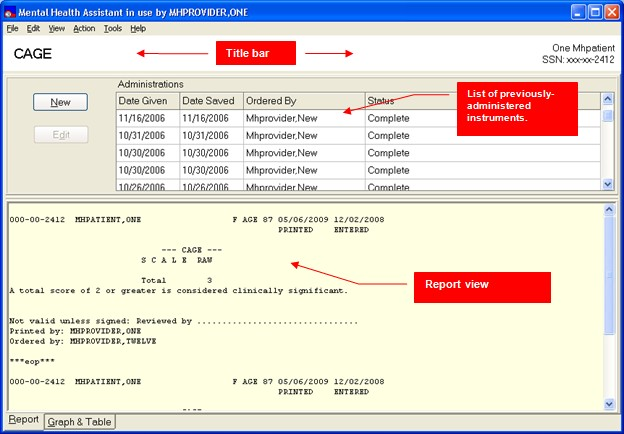 Mental Health Assistant in use by MHPROVIDER,ONE
File Edit View Action Tools Help
CAGE
Title bar
One Mhpatient
SSN: xxx-xx-2412
Administrations
New
Edit
Date Given Date Saved Ordered By Status
11/16/2006 11/16/2006 Mhprovider,New Complete
10/31/2006 10/31/2006 Mhprovider,New Complete
10/30/2006 10/30/2006 Mhprovider,New Complete
10/30/2006 10/30/2006 Mhprovider,New Complete
10/26/2006 10/26/2006 Mhprovider,New Complete
List of previously-
administered
instruments.
000-00-2412 MHPATIENT,ONE F AGE 87 05/06/2009 12/02/2008
PRINTED ENTERED
--- CAGE ---
S C A L E RAW
Total 3
A total score of 2 or greater is considered clinically significant.
Report view
Not valid unless signed: Reviewed by ................................
Printed by: MHPROVIDER,ONE
Ordered by: MHPROVIDER,TWELVE
***eop***
000-00-2412 MHPATIENT,ONE F AGE 87 05/06/2009 12/02/2008
PRINTED ENTERED
Report Graph & Table